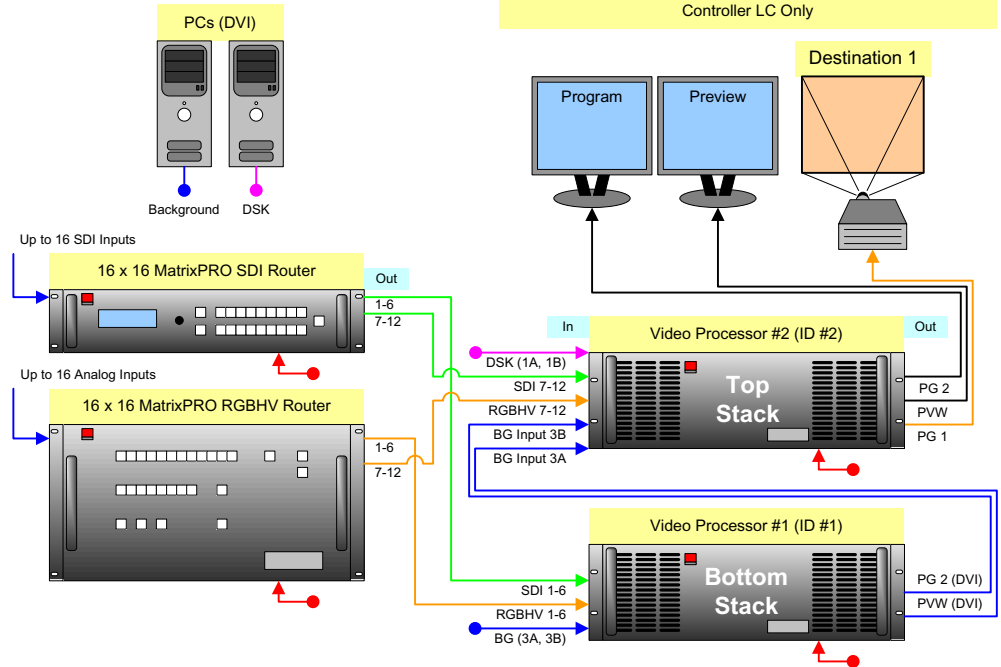 PCs (DVI)
Controller LC Only
Destination 1
Program
Preview
Background
DSK
Up to 16 SDI Inputs
16 x 16 MatrixPRO SDI Router
Out
1-6
7-12
In
Video Processor #2 (ID #2)
Out
DSK (1A, 1B)
SDI 7-12
RGBHV 7-12
BG Input 3B
BG Input 3A
Top
Stack
PG 2
PVW
PG 1
Up to 16 Analog Inputs
16 x 16 MatrixPRO RGBHV Router
1-6
7-12
Video Processor #1 (ID #1)
Bottom
Stack
SDI 1-6
RGBHV 1-6
BG (3A, 3B)
PG 2 (DVI)
PVW (DVI)